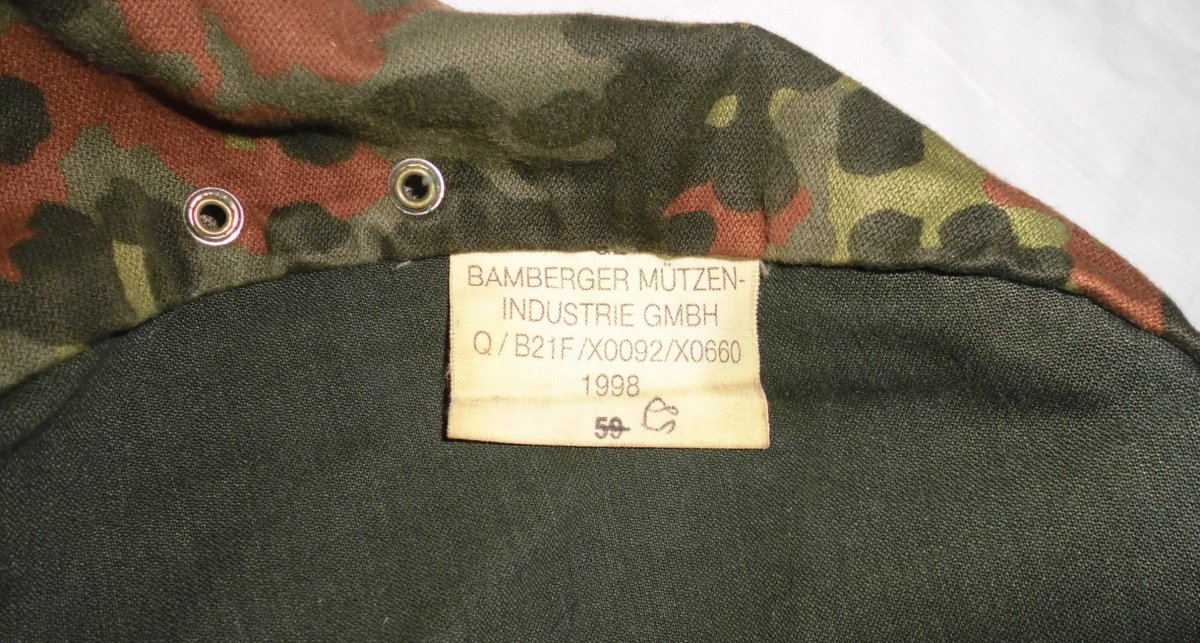 BAMBERGER MÜTZEN-
INDUSTRIE GMBH
Q/B21F/X0092/X0660
1998
59